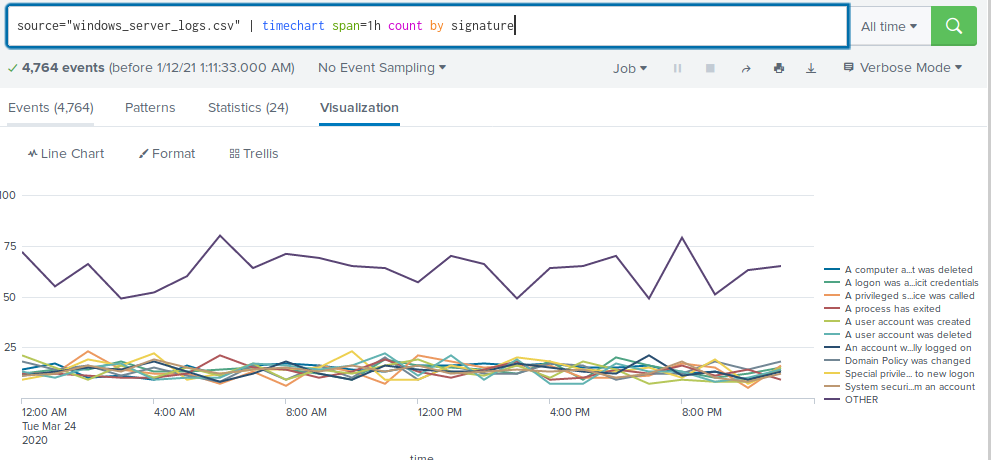 source="windows_server_logs.csv" | timechart span=1h count by signature
All time
4,764 events (before 1/12/21 1:11:33.000 AM)
No Event Sampling
Job
Verbose Mode
Events (4,764)
Patterns
Statistics (24)
Visualization
Line Chart
Format
Trellis
100
75
50
25
A computer a...t was deleted
A logon was a...icit credentials
A privileged s...ice was called
A process has exited
A user account was created
A user account was deleted
An account w...lly logged on
Domain Policy was changed
Special privile... to new logon
System securi...m an account
OTHER
12:00 AM
Tue Mar 24
2020
4:00 AM
8:00 AM
12:00 PM
4:00 PM
8:00 PM
time